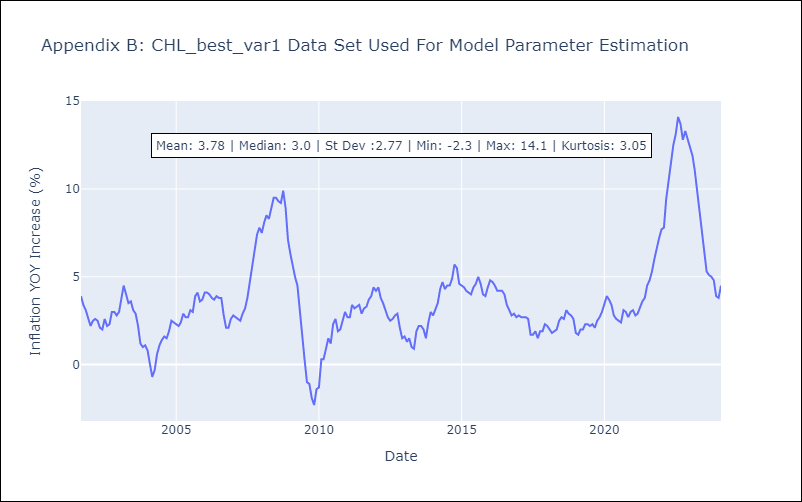 Appendix B: CHL_best_var1 Data Set Used For Model Parameter Estimation
15
Mean: 3.78 | Median: 3.0 | St Dev :2.77 | Min: -2.3 | Max: 14.1 | Kurtosis: 3.05
10
5
0
Inflation YOY Increase (%)
2005
2010
2015
2020
Date